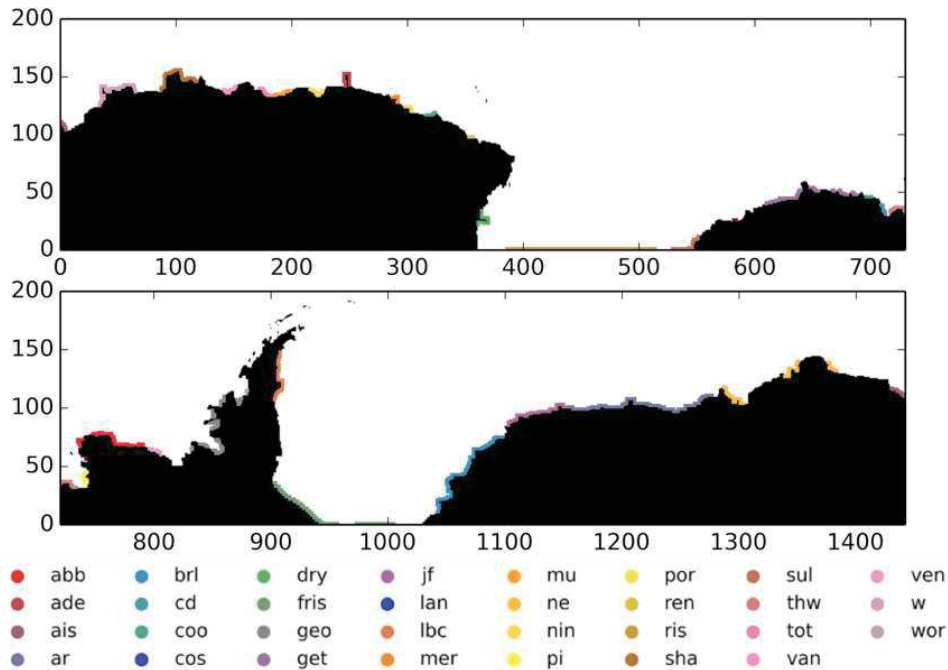 200
150
100
50
0
0 100 200 300 400 500 600 700
200
150
100
50
0
800 900 1000 1100 1200 1300 1400
abb brl dry jf mu por sul ven
ade cd fris lan ne ren thw w
ais coo geo lbc nin ris tot wor
ar cos get mer pi sha van